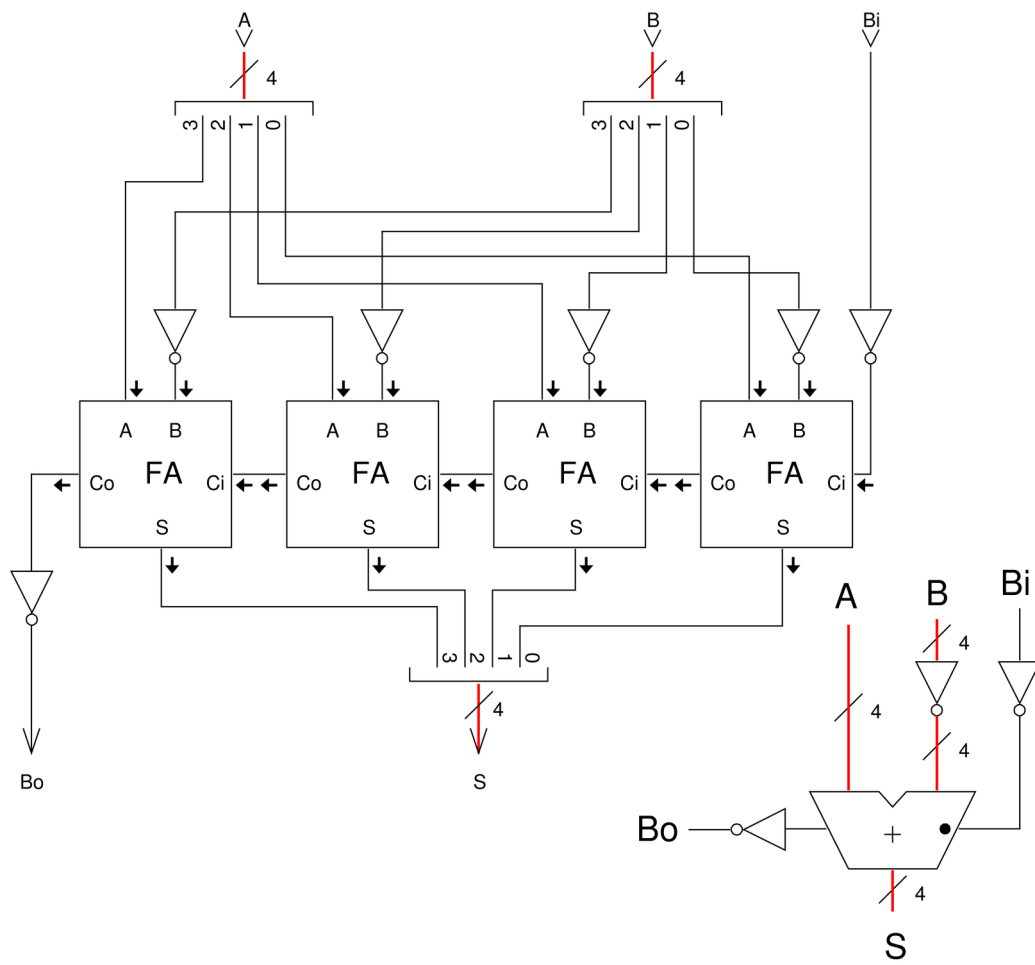 A B Bi
4 4
3 2 1 0 3 2 1 0
A B A B A B A B
Co FA Ci Co FA Ci Co FA Ci Co FA Ci
S S S S
A B Bi
4
3 2 1 0
4 4
4
Bo S
Bo +
4
S